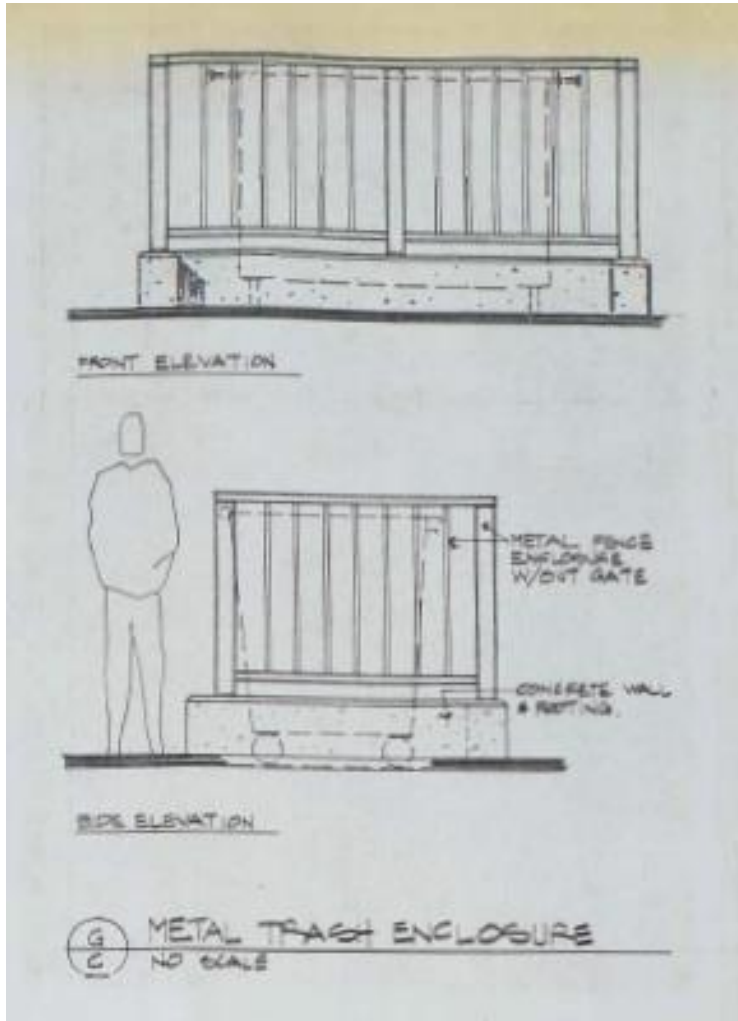 FRONT ELEVATION
METAL FENCE
ENCLOSURE
W/OUT GATE
CONCRETE WALL
& FOOTING.
SIDE ELEVATION
G
C
METAL TRASH ENCLOSURE
NO SCALE